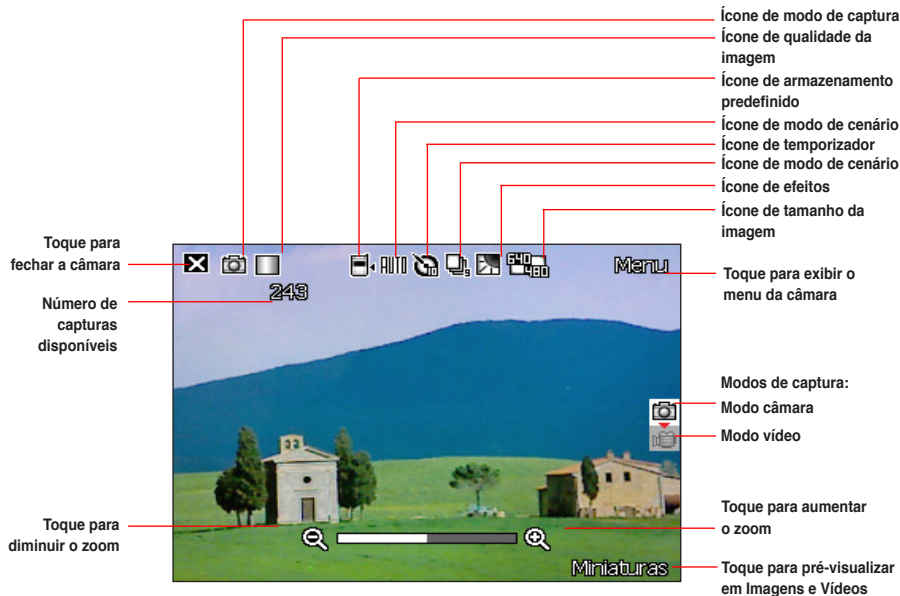 Ícone de modo de captura
Ícone de qualidade da
imagem
Ícone de armazenamento
predefinido
Ícone de modo de cenário
Ícone de temporizador
Ícone de modo de cenário
Ícone de efeitos
Ícone de tamanho da
imagem
Toque para
fechar a câmara
Número de
capturas
disponíveis
AUTO
10
s
640
480
Menu
243
Toque para exibir o
menu da câmara
Modos de captura:
Modo câmara
Modo vídeo
Toque para
diminuir o zoom
Toque para aumentar
o zoom
Miniaturas
Toque para pré-visualizar
em Imagens e Vídeos